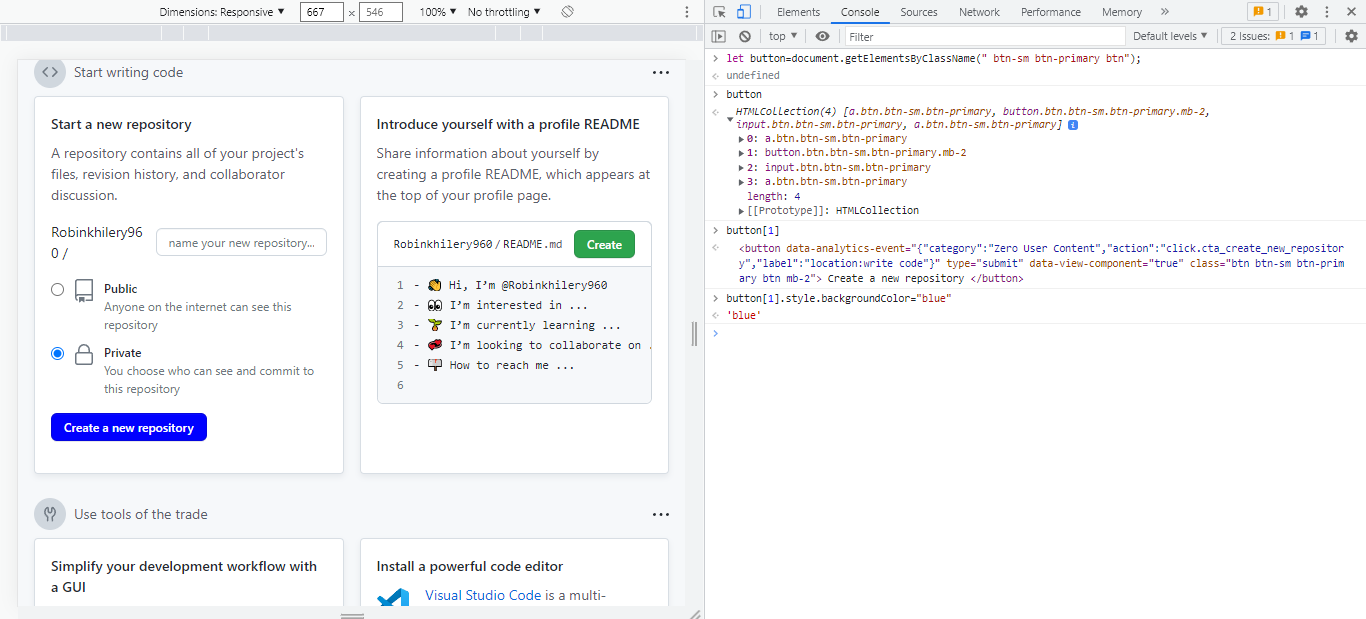 Dimensions: Responsive ▼ 667 × 546 100% ▼ No throttling ▼
Start writing code
Start a new repository
A repository contains all of your project's
files, revision history, and collaborator
discussion.
Robinkhilery96
0 /
name your new repository...
Public
Anyone on the internet can see this
repository
Private
You choose who can see and commit to
this repository
Create a new repository
Introduce yourself with a profile README
Share information about yourself by
creating a profile README, which appears at
the top of your profile page.
Robinkhilery960 / README.md Create
1 - 👋 Hi, I’m @Robinkhilery960
2 - 👀 I’m interested in ...
3 - 🌱 I’m currently learning ...
4 - 💞️ I’m looking to collaborate on .
5 - 📫 How to reach me ...
6
Use tools of the trade
Simplify your development workflow with
a GUI
Install a powerful code editor
Visual Studio Code is a multi-
Elements Console Sources Network Performance Memory » 1
top ▼ Filter Default levels ▼ 2 Issues: 1 1
let button=document.getElementsByClassName(" btn-sm btn-primary btn");
undefined
button
HTMLCollection(4) [a.btn.btn-sm.btn-primary, button.btn.btn-sm.btn-primary.mb-2,
input.btn.btn-sm.btn-primary, a.btn.btn-sm.btn-primary] i
0: a.btn.btn-sm.btn-primary
1: button.btn.btn-sm.btn-primary.mb-2
2: input.btn.btn-sm.btn-primary
3: a.btn.btn-sm.btn-primary
length: 4
[[Prototype]]: HTMLCollection
button[1]
<button data-analytics-event="{"category":"Zero User Content","action":"click.cta_create_new_repositor
y","label":"location:write code"}" type="submit" data-view-component="true" class="btn btn-sm btn-prim
ary btn mb-2"> Create a new repository </button>
button[1].style.backgroundColor="blue"
'blue'